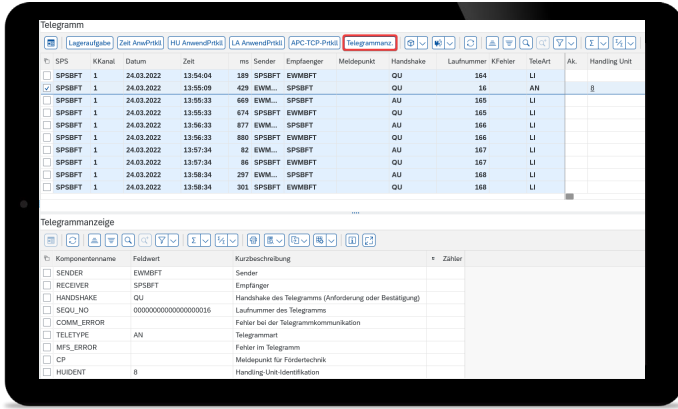 Telegramm
Lageraufgabe Zeit AnwPrtkll HU AnwendPrtkll LA AnwendPrtkll APC-TCP-Prtkll Telegrammanz.
SPS KKanal Datum Zeit ms Sender Empfaenger Meldepunkt Handshake Laufnummer KFehler TeleArt Ak. Handling Unit
SPSBFT 1 24.03.2022 13:54:04 189 SPSBFT EWMBFT QU 164 LI
SPSBFT 1 24.03.2022 13:55:09 429 EWM... SPSBFT QU 16 AN 8
SPSBFT 1 24.03.2022 13:55:33 669 EWM... SPSBFT AU 165 LI
SPSBFT 1 24.03.2022 13:55:33 674 SPSBFT EWMBFT QU 165 LI
SPSBFT 1 24.03.2022 13:56:33 877 EWM... SPSBFT AU 166 LI
SPSBFT 1 24.03.2022 13:56:33 880 SPSBFT EWMBFT QU 166 LI
SPSBFT 1 24.03.2022 13:57:34 82 EWM... SPSBFT AU 167 LI
SPSBFT 1 24.03.2022 13:57:34 86 SPSBFT EWMBFT QU 167 LI
SPSBFT 1 24.03.2022 13:58:34 297 EWM... SPSBFT AU 168 LI
SPSBFT 1 24.03.2022 13:58:34 301 SPSBFT EWMBFT QU 168 LI
Telegrammanzeige
Komponentenname Feldwert Kurzbeschreibung Zähler
SENDER EWMBFT Sender
RECEIVER SPSBFT Empfänger
HANDSHAKE QU Handshake des Telegramms (Anforderung oder Bestätigung)
SEQU_NO 00000000000000000016 Laufnummer des Telegramms
COMM_ERROR Fehler bei der Telegrammkommunikation
TELETYPE AN Telegrammart
MFS_ERROR Fehler im Telegramm
CP Meldepunkt für Fördertechnik
HUIDENT 8 Handling-Unit-Identifikation